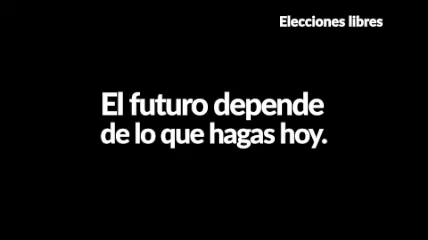 Elecciones libres
El futuro depende
de lo que hagas hoy.